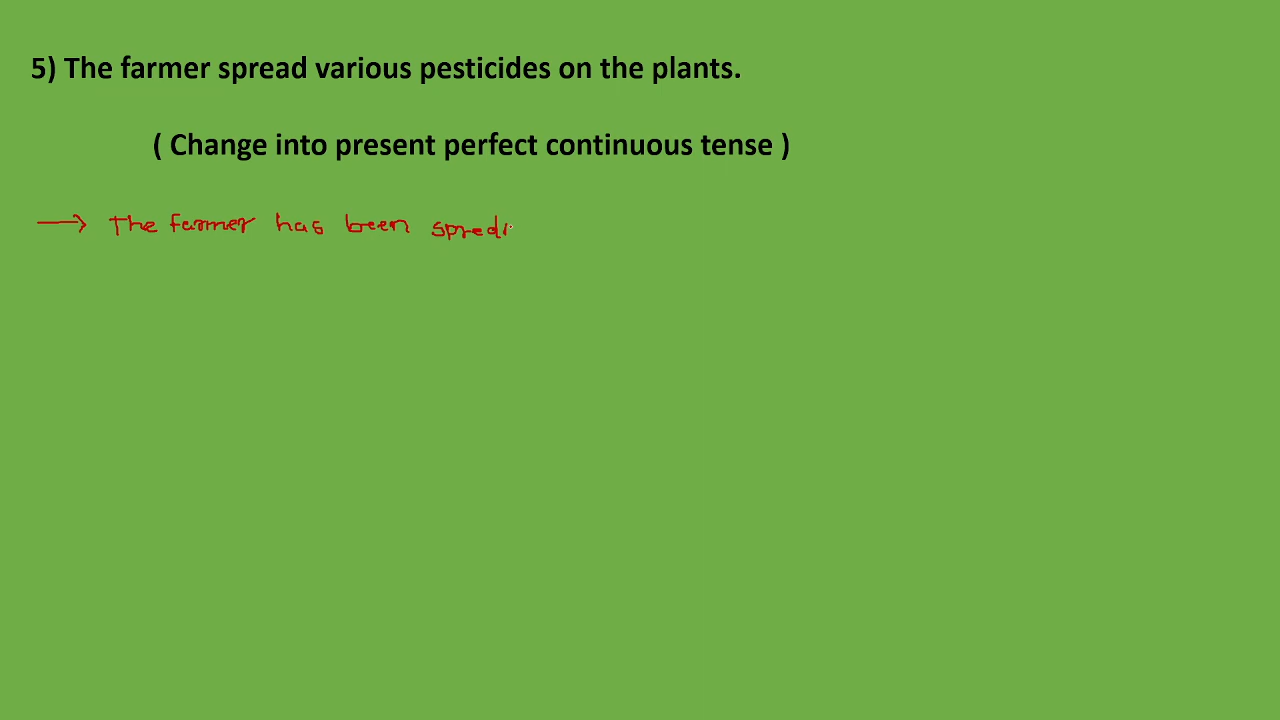 5) The farmer spread various pesticides on the plants.
( Change into present perfect continuous tense )
→ The farmer has been spredi